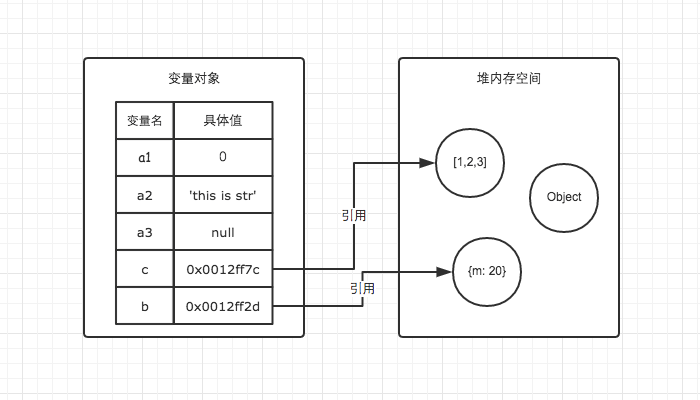 变量对象
变量名 具体值
a1 0
a2 'this is str'
a3 null
c 0x0012ff7c
b 0x0012ff2d
引用
引用
堆内存空间
[1,2,3]
Object
{m: 20}